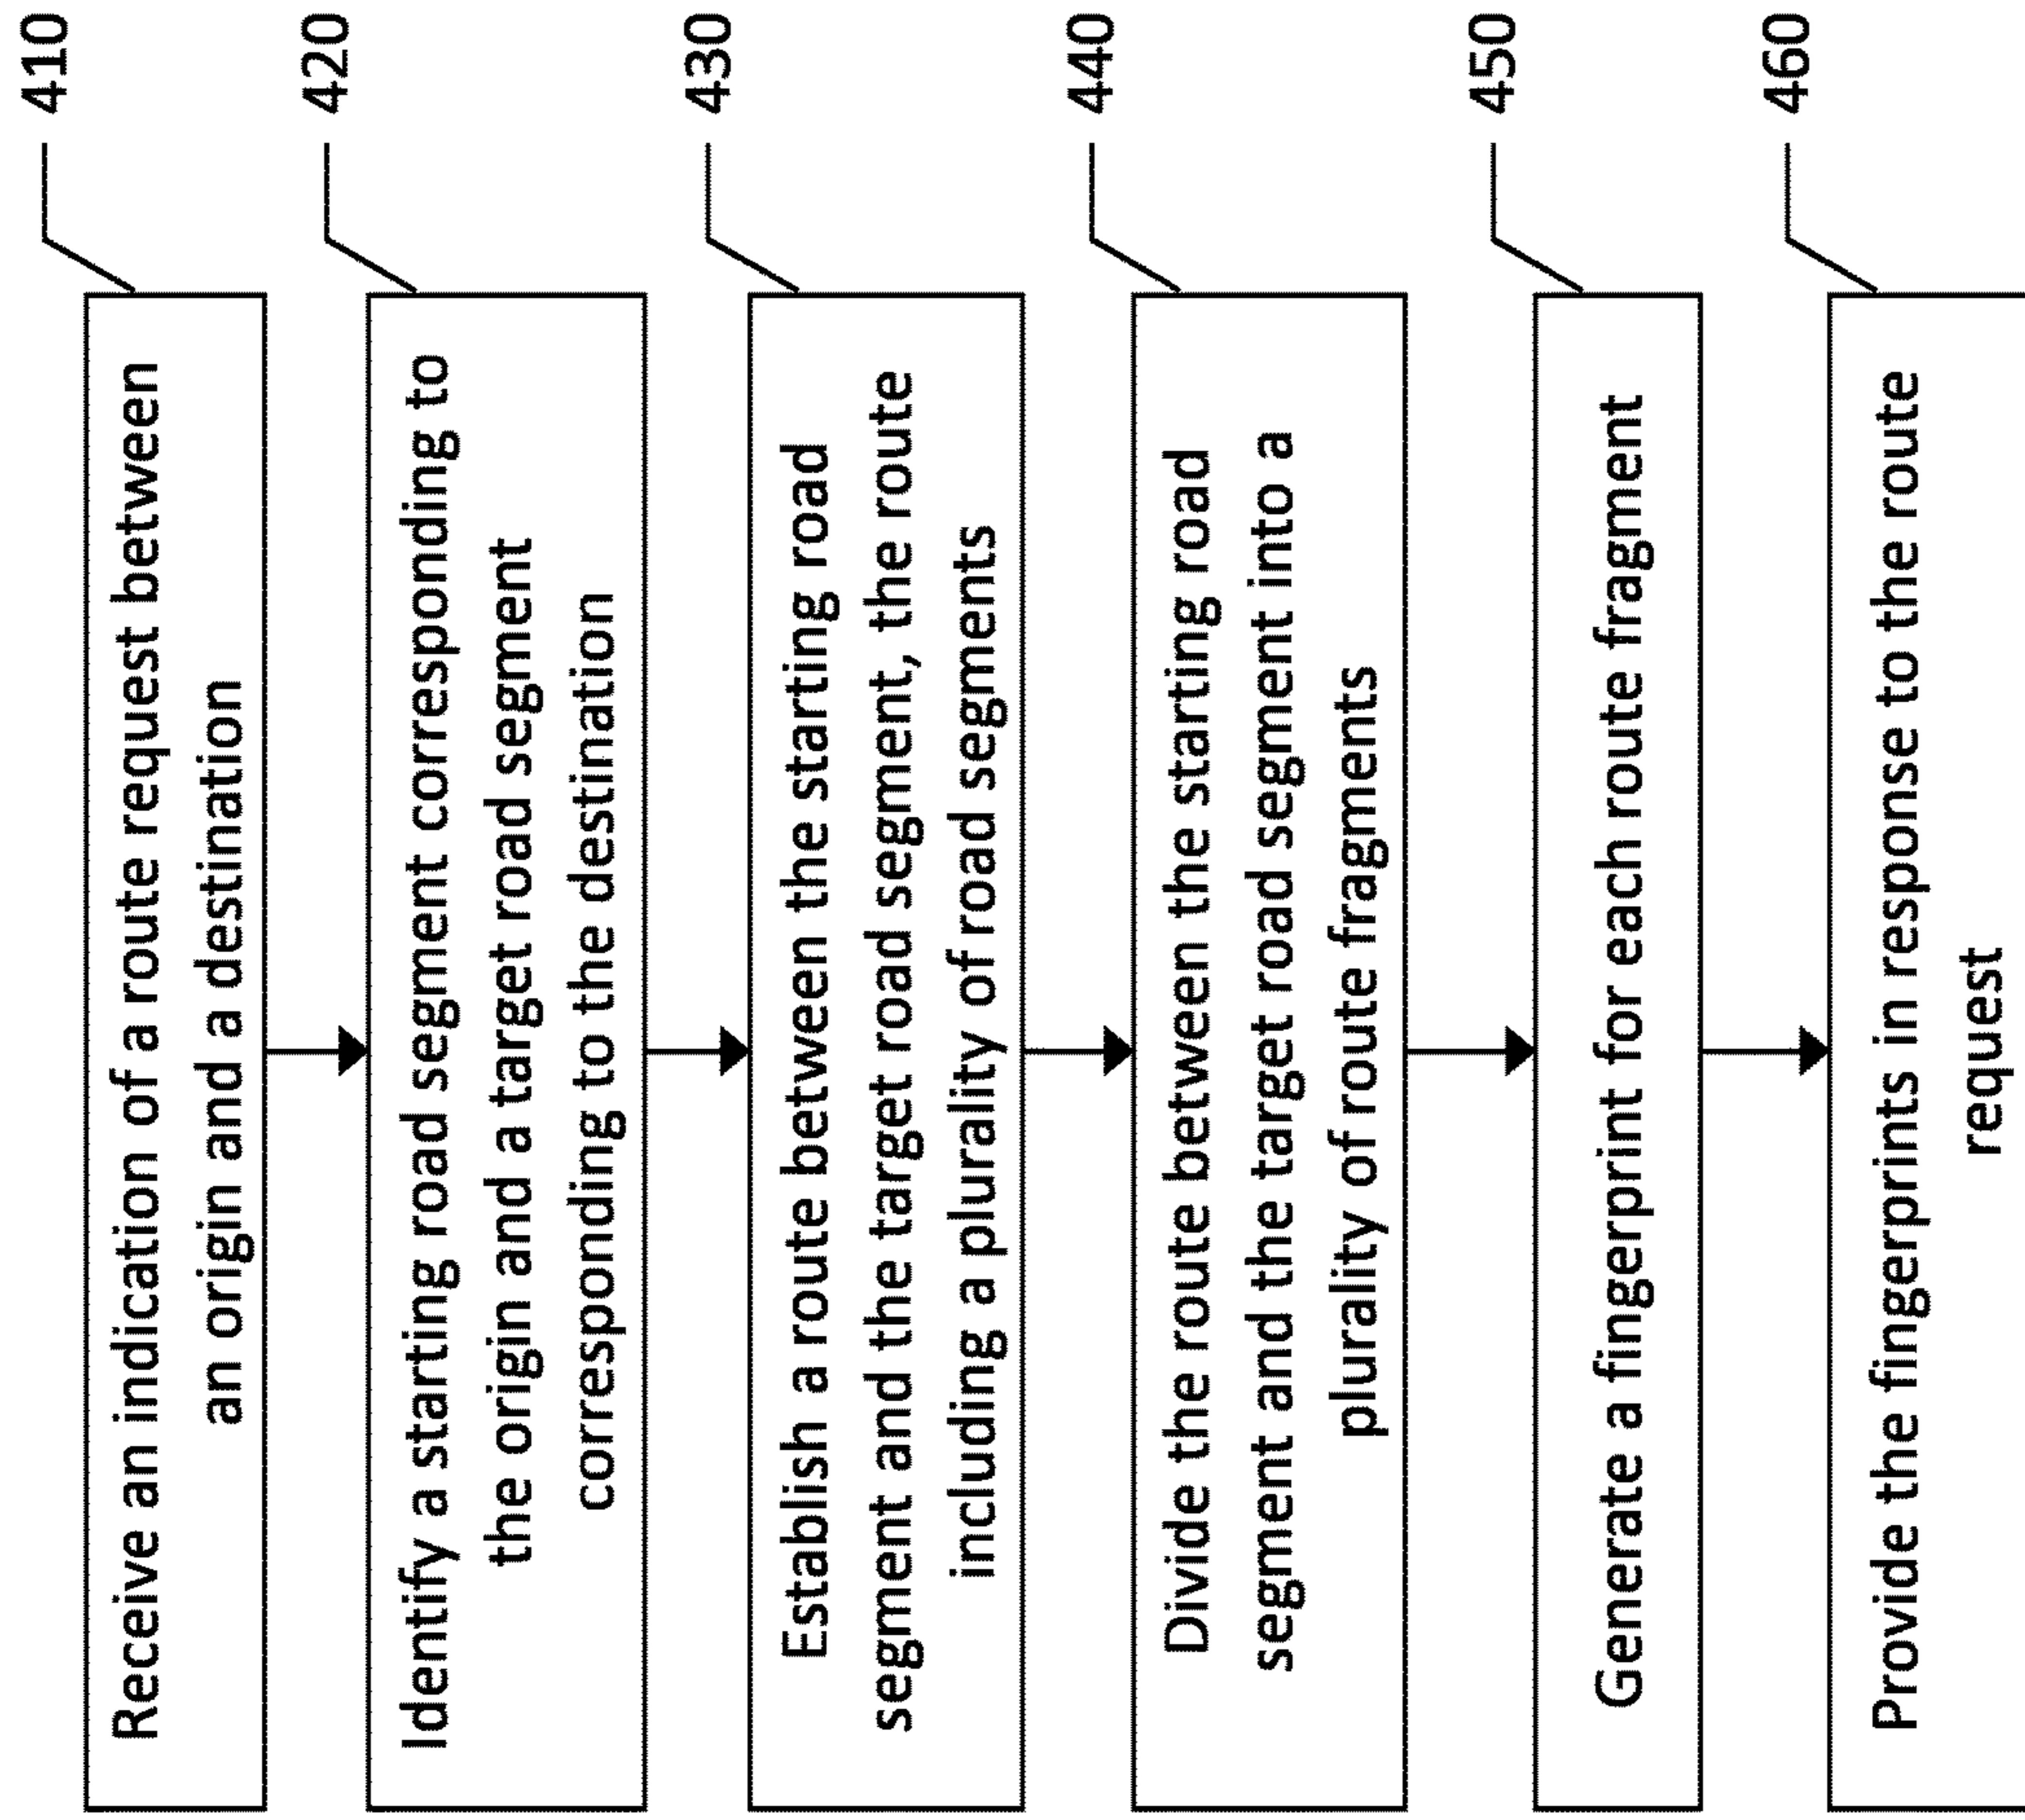 410
Receive an indication of a route request between
an origin and a destination
420
Identify a starting road segment corresponding to
the origin and a target road segment
corresponding to the destination
430
Establish a route between the starting road
segment and the target road segment, the route
including a plurality of road segments
440
Divide the route between the starting road
segment and the target road segment into a
plurality of route fragments
450
Generate a fingerprint for each route fragment
460
Provide the fingerprints in response to the route
request